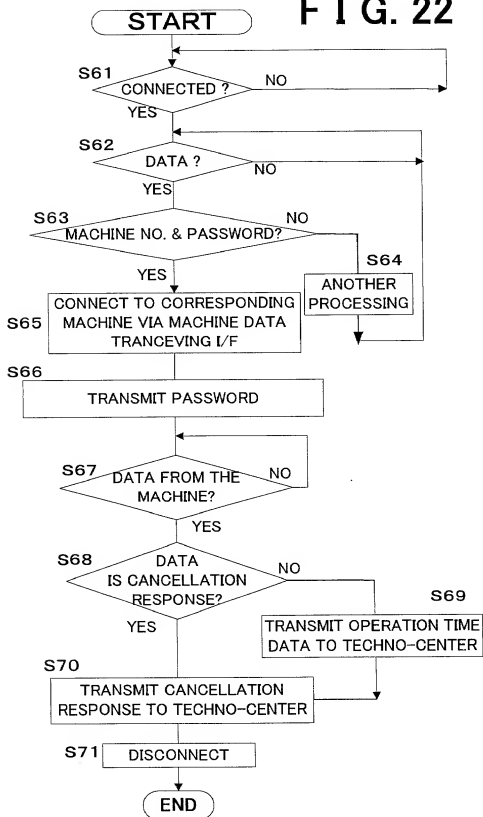 FIG. 22
START
S61
CONNECTED ?
NO
YES
S62
DATA ?
NO
YES
S63
MACHINE NO. & PASSWORD?
NO
YES
S64
ANOTHER
PROCESSING
S65
CONNECT TO CORRESPONDING
MACHINE VIA MACHINE DATA
TRANCEVING I/F
S66
TRANSMIT PASSWORD
S67
DATA FROM THE
MACHINE?
NO
YES
S68
DATA
IS CANCELLATION
RESPONSE?
NO
YES
S69
TRANSMIT OPERATION TIME
DATA TO TECHNO-CENTER
S70
TRANSMIT CANCELLATION
RESPONSE TO TECHNO-CENTER
S71
DISCONNECT
END